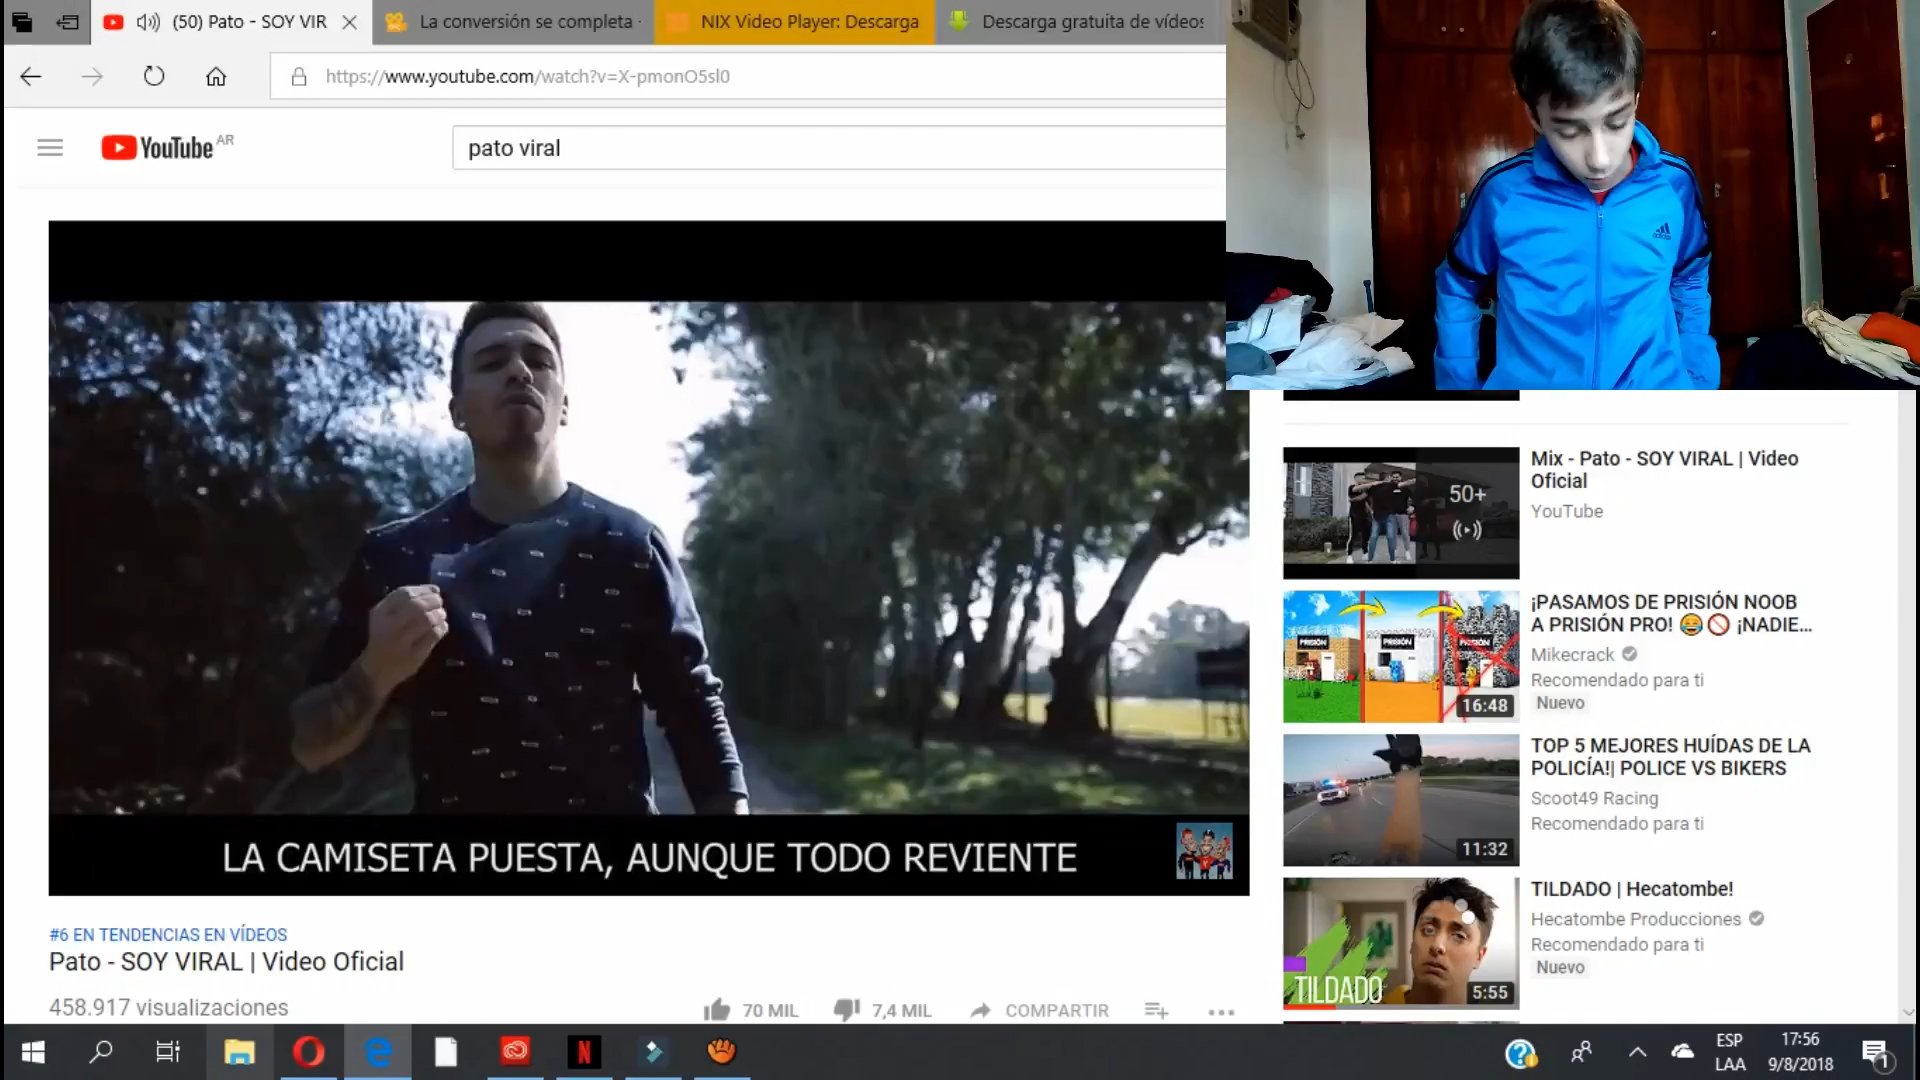 (50) Pato - SOY VIR
La conversión se completa
NIX Video Player: Descarga
Descarga gratuita de vídeos
https://www.youtube.com/watch?v=X-pmonO5sl0
YouTube AR
pato viral
adidas
LA CAMISETA PUESTA, AUNQUE TODO REVIENTE
#6 EN TENDENCIAS EN VÍDEOS
Pato - SOY VIRAL | Video Oficial
458.917 visualizaciones
70 MIL
7,4 MIL
COMPARTIR
50+
Mix - Pato - SOY VIRAL | Video
Oficial
YouTube
PRISIÓN
PRISIÓN
PRISIÓN
16:48
¡PASAMOS DE PRISIÓN NOOB
A PRISIÓN PRO! 😂🚫 ¡NADIE...
Mikecrack
Recomendado para ti
Nuevo
11:32
TOP 5 MEJORES HUÍDAS DE LA
POLICÍA!| POLICE VS BIKERS
Scoot49 Racing
Recomendado para ti
TILDADO
5:55
TILDADO | Hecatombe!
Hecatombe Producciones
Recomendado para ti
Nuevo
N
ESP
LAA
17:56
9/8/2018
1